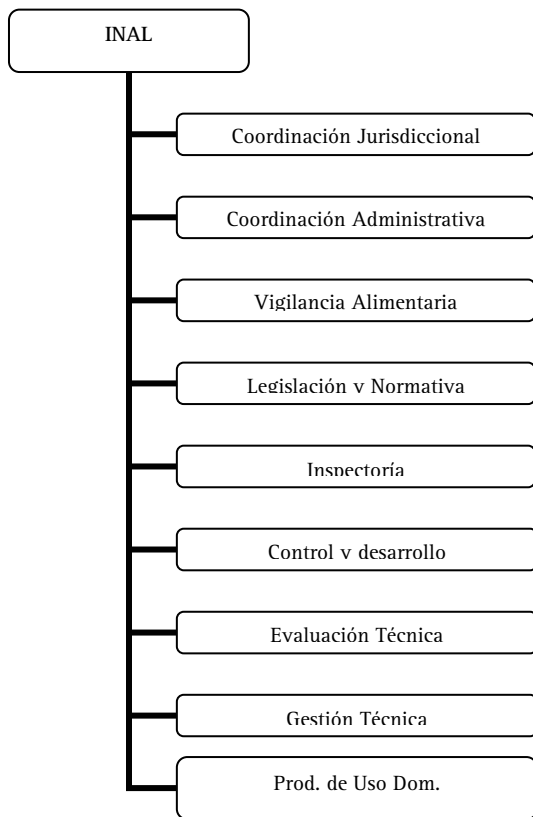 INAL
Coordinación Jurisdiccional
Coordinación Administrativa
Vigilancia Alimentaria
Legislación y Normativa
Inspectoría
Control y desarrollo
Evaluación Técnica
Gestión Técnica
Prod. de Uso Dom.